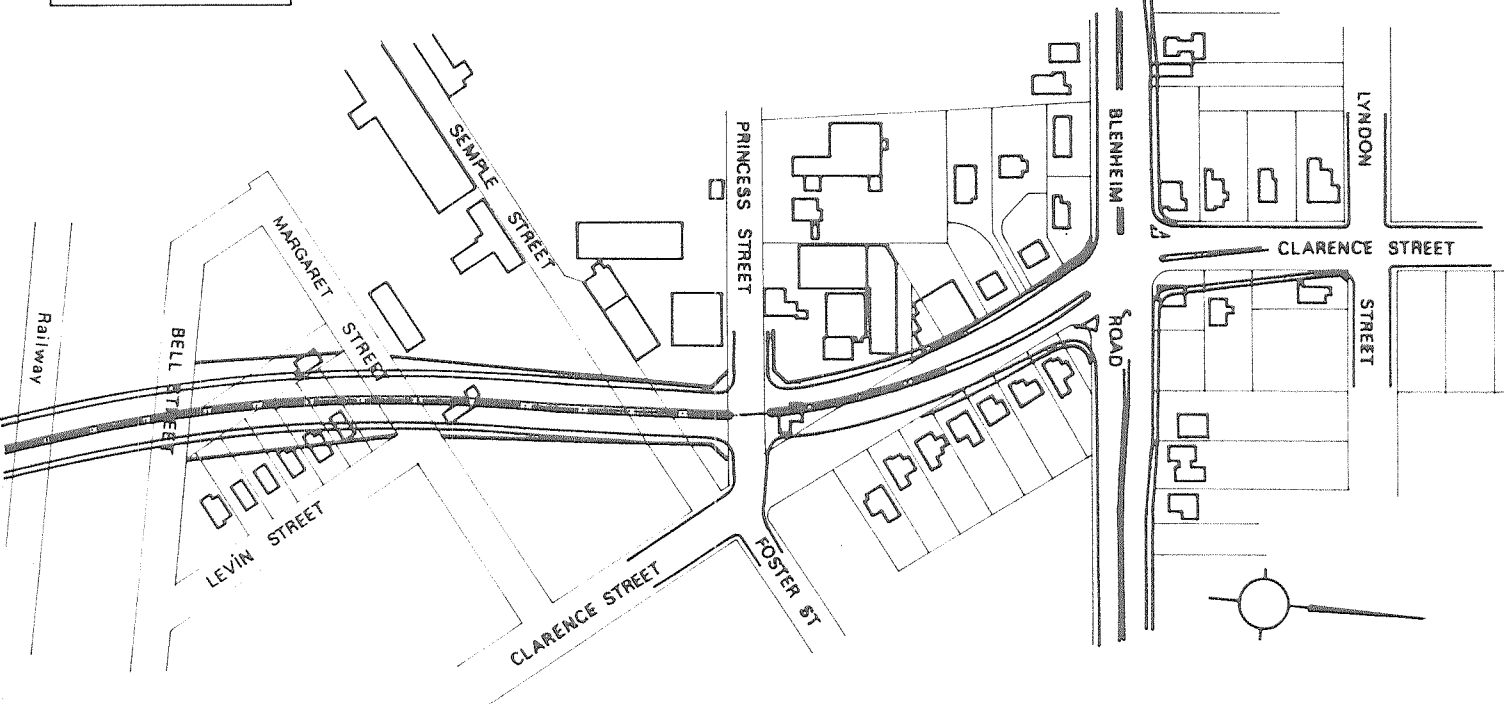 Railway
BELL STREET
MARGARET STREET
SEMPLE STREET
LEVIN STREET
CLARENCE STREET
PRINCESS STREET
FOSTER ST
BLENHEIM ROAD
CLARENCE STREET
LYNDON STREET